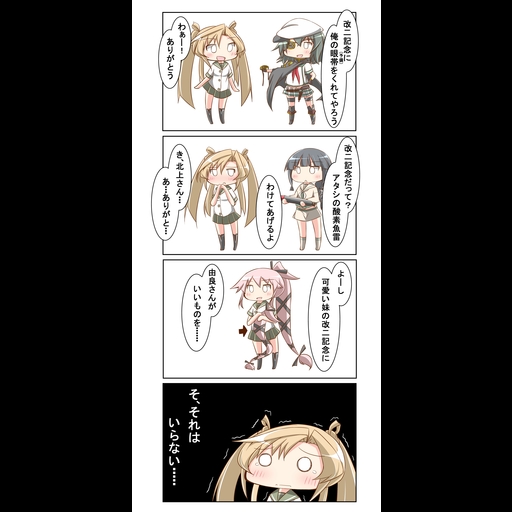 改二記念に
俺の眼帯をくれてやろう
わぁー!
ありがとう
改二記念だって?
アタシの酸素魚雷
わけてあげるよ
き、北上さん…
あ…ありがと…
よーし
可愛い妹の改二記念に
由良さんが
いいものを……
そ、それは
いらない……